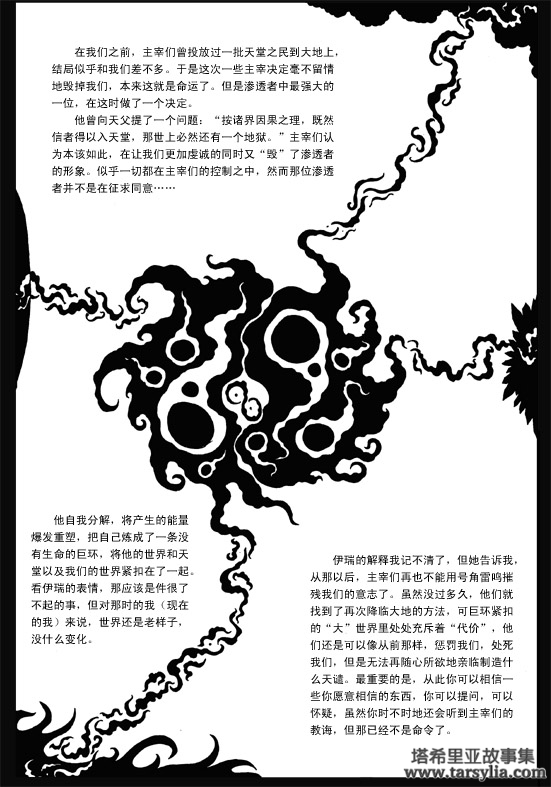 在我们之前，主宰们曾投放过一批天堂之民到大地上，
结局似乎和我们差不多。于是这次一些主宰决定毫不留情
地毁掉我们，本来这就是命运了。但是渗透者中最强大的
一位，在这时做了一个决定。
他曾向天父提了一个问题：“按诸界因果之理，既然
信者得以入天堂，那世上必然还有一个地狱。”主宰们认
为本该如此，在让我们更加虔诚的同时又“毁”了渗透者
的形象。似乎一切都在主宰们的控制之中，然而那位渗透
者并不是在征求同意……
他自我分解，将产生的能量
爆发重塑，把自己炼成了一条没
有生命的巨环，将他的世界和天
堂以及我们的世界紧扣在了一起。
看伊瑞的表情，那应该是件很了
不起的事，但对那时的我（现在
的我）来说，世界还是老样子，
没什么变化。
伊瑞的解释我记不清了，但她告诉我，
从那以后，主宰们再也不能用号角雷鸣摧
残我们的意志了。虽然没过多久，他们就
找到了再次降临大地的方法，可巨环紧扣
的“大”世界里处处充斥着“代价”，他
们还是可以像从前那样，惩罚我们，处死
我们，但是无法再随心所欲地亲临制造什
么天谴。最重要的是，从此你可以相信一
些你愿意相信的东西，你可以提问，可以
怀疑，虽然你时不时地还会听到主宰们的
教诲，但那已经不是命令了。
塔希里亚故事集
www.tarsylia.com